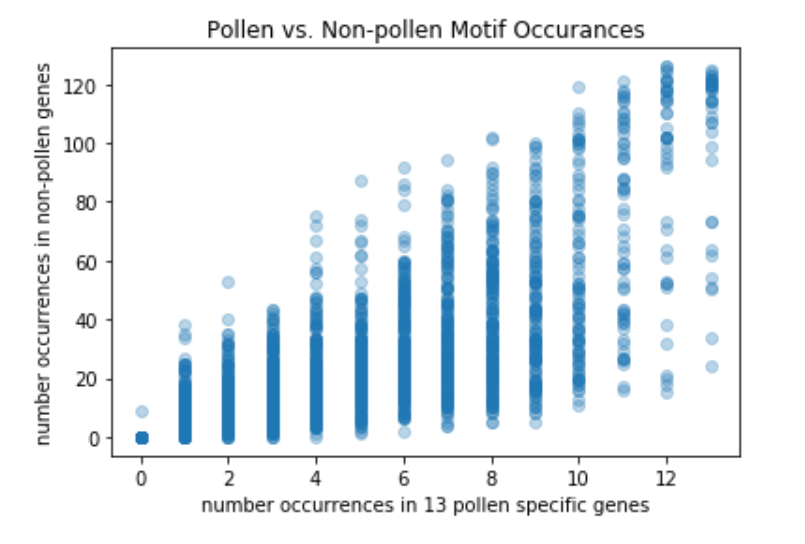 Pollen vs. Non-pollen Motif Occurances
number occurrences in non-pollen genes
120
100
80
60
40
20
0
0 2 4 6 8 10 12
number occurrences in 13 pollen specific genes